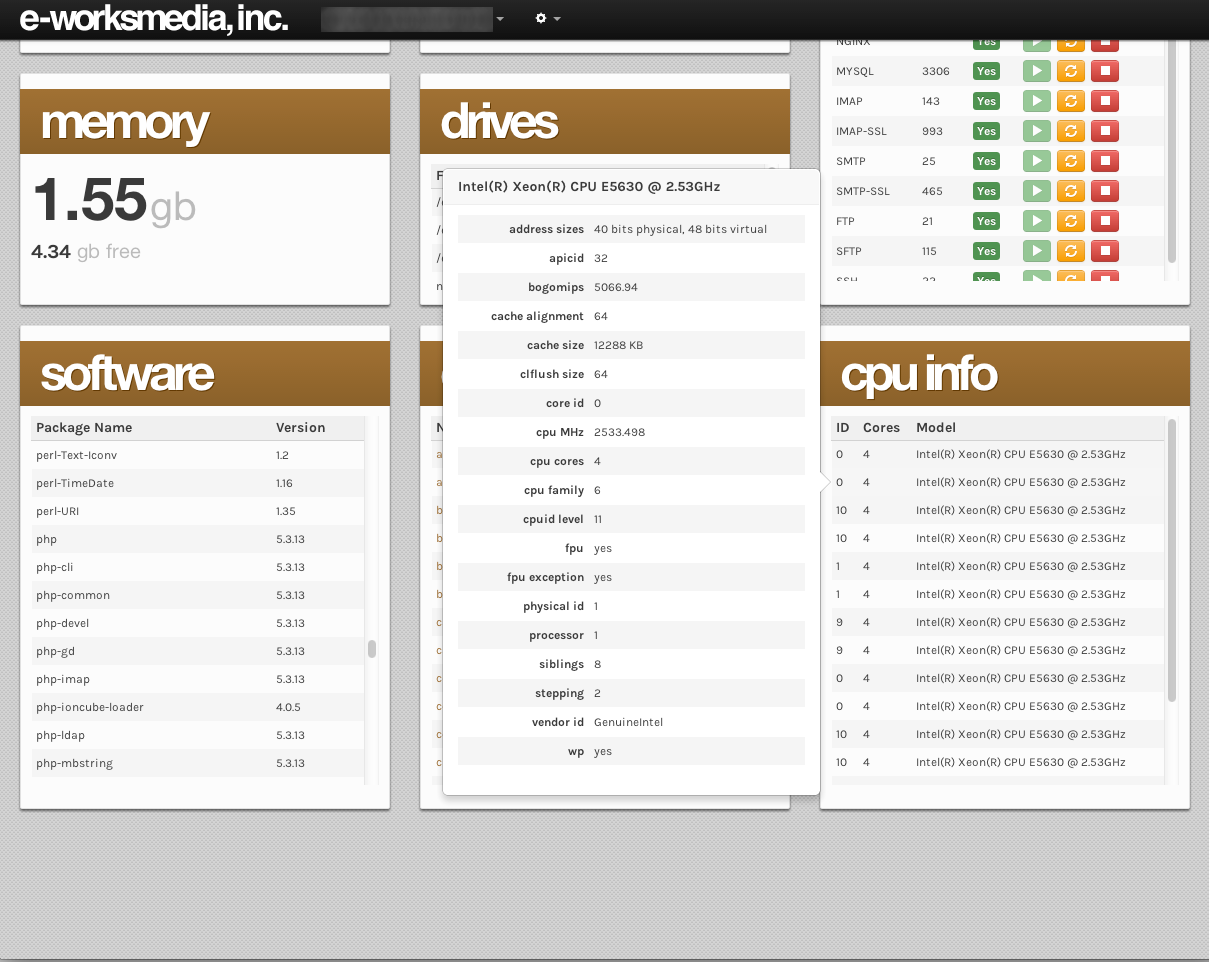 e-worksmedia, inc.
NGINX Yes
MYSQL 3306 Yes
IMAP 143 Yes
IMAP-SSL 993 Yes
SMTP 25 Yes
SMTP-SSL 465 Yes
FTP 21 Yes
SFTP 115 Yes
SSH 22 Yes
memory
1.55gb
4.34 gb free
drives
software
Package Name Version
perl-Text-Iconv 1.2
perl-TimeDate 1.16
perl-URI 1.35
php 5.3.13
php-cli 5.3.13
php-common 5.3.13
php-devel 5.3.13
php-gd 5.3.13
php-imap 5.3.13
php-ioncube-loader 4.0.5
php-ldap 5.3.13
php-mbstring 5.3.13
Intel(R) Xeon(R) CPU E5630 @ 2.53GHz
address sizes 40 bits physical, 48 bits virtual
apicid 32
bogomips 5066.94
cache alignment 64
cache size 12288 KB
clflush size 64
core id 0
cpu MHz 2533.498
cpu cores 4
cpu family 6
cpuid level 11
fpu yes
fpu exception yes
physical id 1
processor 1
siblings 8
stepping 2
vendor id GenuineIntel
wp yes
cpu info
ID Cores Model
0 4 Intel(R) Xeon(R) CPU E5630 @ 2.53GHz
0 4 Intel(R) Xeon(R) CPU E5630 @ 2.53GHz
10 4 Intel(R) Xeon(R) CPU E5630 @ 2.53GHz
10 4 Intel(R) Xeon(R) CPU E5630 @ 2.53GHz
1 4 Intel(R) Xeon(R) CPU E5630 @ 2.53GHz
1 4 Intel(R) Xeon(R) CPU E5630 @ 2.53GHz
9 4 Intel(R) Xeon(R) CPU E5630 @ 2.53GHz
9 4 Intel(R) Xeon(R) CPU E5630 @ 2.53GHz
0 4 Intel(R) Xeon(R) CPU E5630 @ 2.53GHz
0 4 Intel(R) Xeon(R) CPU E5630 @ 2.53GHz
10 4 Intel(R) Xeon(R) CPU E5630 @ 2.53GHz
10 4 Intel(R) Xeon(R) CPU E5630 @ 2.53GHz